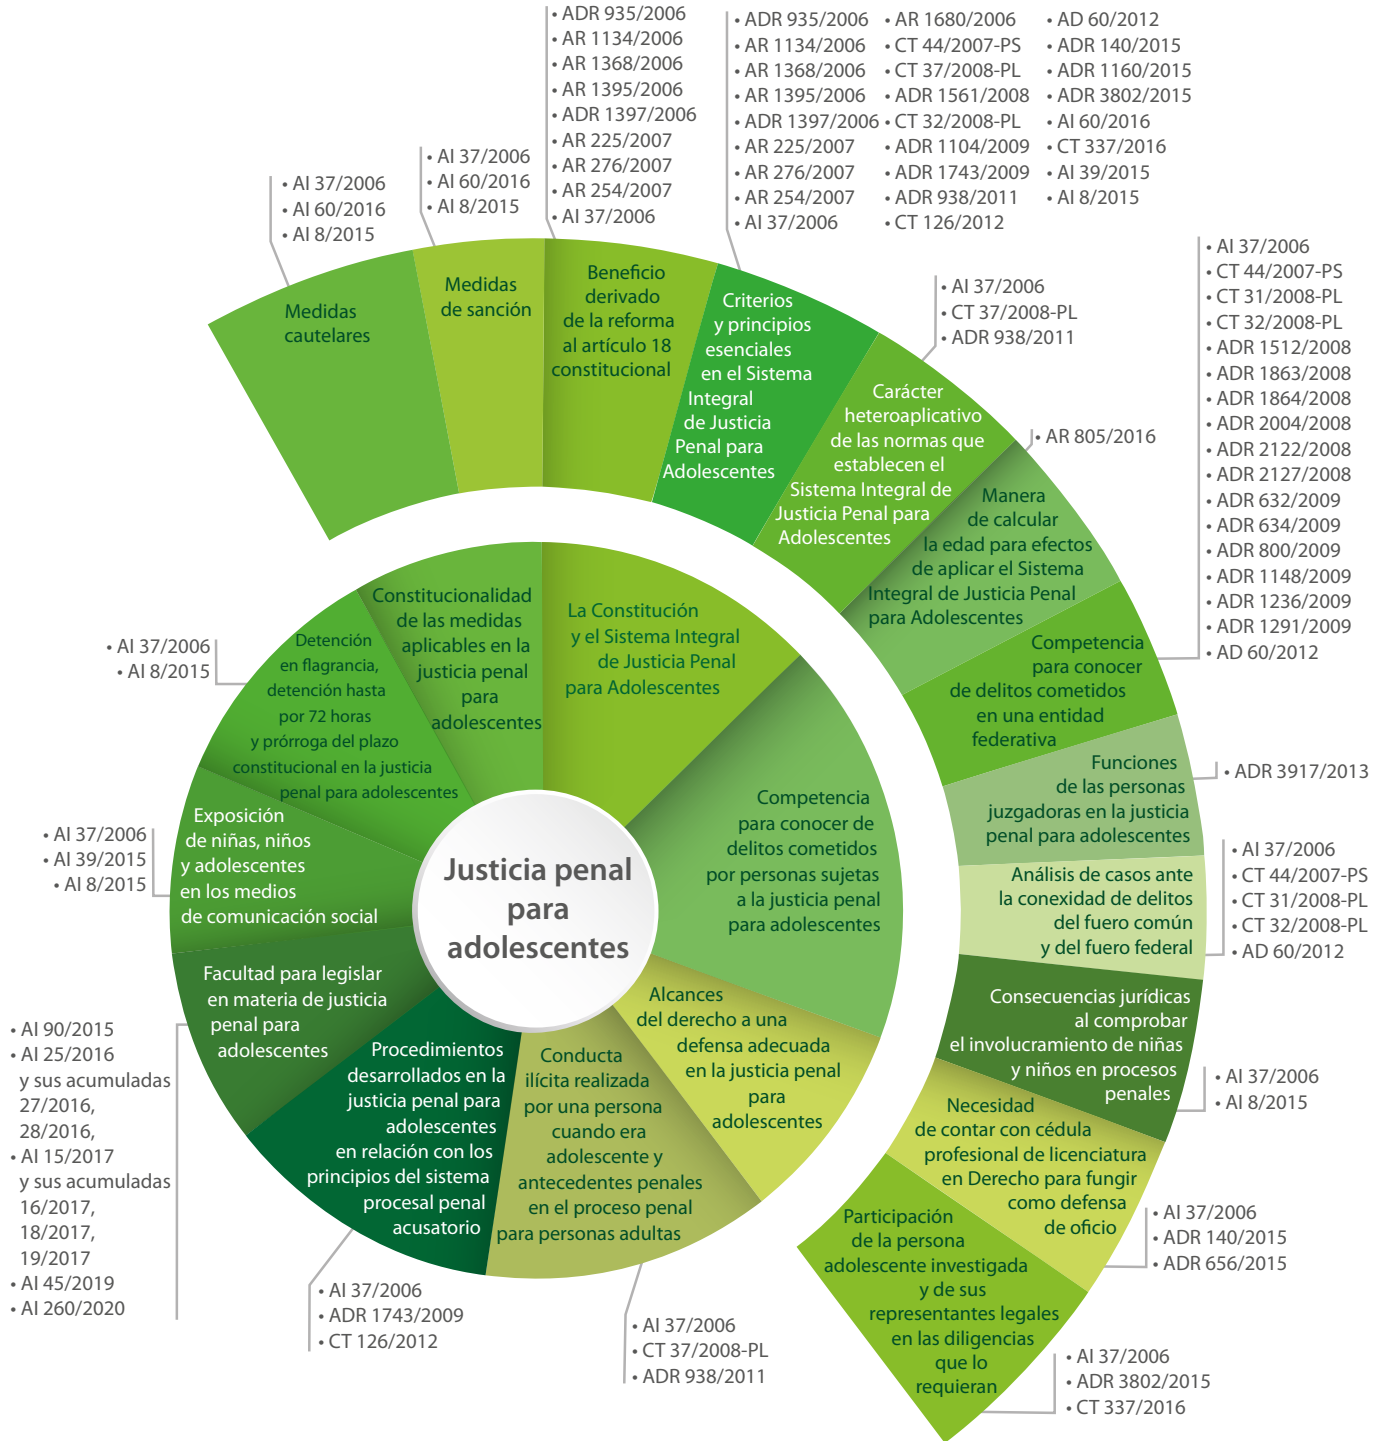 • ADR 935/2006
• AR 1134/2006
• AR 1368/2006
• AR 1395/2006
• ADR 1397/2006
• AR 225/2007
• AR 276/2007
• AR 254/2007
• AI 37/2006
• ADR 935/2006
• AR 1134/2006
• AR 1368/2006
• AR 1395/2006
• ADR 1397/2006
• AR 225/2007
• AR 276/2007
• AR 254/2007
• AI 37/2006
• AR 1680/2006
• CT 44/2007-PS
• CT 37/2008-PL
• ADR 1561/2008
• CT 32/2008-PL
• ADR 1104/2009
• ADR 1743/2009
• ADR 938/2011
• CT 126/2012
• AD 60/2012
• ADR 140/2015
• ADR 1160/2015
• ADR 3802/2015
• AI 60/2016
• CT 337/2016
• AI 39/2015
• AI 8/2015
• AI 37/2006
• AI 60/2016
• AI 8/2015
• AI 37/2006
• AI 60/2016
• AI 8/2015
Medidas
cautelares
Medidas
de sanción
Beneficio
derivado
de la reforma
al artículo 18
constitucional
Criterios
y principios
esenciales
en el Sistema
Integral
de Justicia
Penal para
Adolescentes
• AI 37/2006
• CT 37/2008-PL
• ADR 938/2011
Carácter
heteroaplicativo
de las normas que
establecen el
Sistema Integral de
Justicia Penal para
Adolescentes
• AR 805/2016
Manera
de calcular
la edad para efectos
de aplicar el Sistema
Integral de Justicia Penal
para Adolescentes
• AI 37/2006
• CT 44/2007-PS
• CT 31/2008-PL
• CT 32/2008-PL
• ADR 1512/2008
• ADR 1863/2008
• ADR 1864/2008
• ADR 2004/2008
• ADR 2122/2008
• ADR 2127/2008
• ADR 632/2009
• ADR 634/2009
• ADR 800/2009
• ADR 1148/2009
• ADR 1236/2009
• ADR 1291/2009
• AD 60/2012
Competencia
para conocer
de delitos cometidos
en una entidad
federativa
Funciones
de las personas
juzgadoras en la justicia
penal para adolescentes
• ADR 3917/2013
Análisis de casos ante
la conexidad de delitos
del fuero común
y del fuero federal
• AI 37/2006
• CT 44/2007-PS
• CT 31/2008-PL
• CT 32/2008-PL
• AD 60/2012
Consecuencias jurídicas
al comprobar
el involucramiento de niñas
y niños en procesos
penales
• AI 37/2006
• AI 8/2015
Necesidad
de contar con cédula
profesional de licenciatura
en Derecho para fungir
como defensa
de oficio
• AI 37/2006
• ADR 140/2015
• ADR 656/2015
Participación
de la persona
adolescente investigada
y de sus
representantes legales
en las diligencias
que lo
requieran
• AI 37/2006
• ADR 3802/2015
• CT 337/2016
La Constitución
y el Sistema Integral
de Justicia Penal
para Adolescentes
Competencia
para conocer de
delitos cometidos
por personas sujetas
a la justicia penal
para adolescentes
Alcances
del derecho a una
defensa adecuada
en la justicia penal
para
adolescentes
Conducta
ilícita realizada
por una persona
cuando era
adolescente y
antecedentes penales
en el proceso penal
para personas adultas
• AI 37/2006
• CT 37/2008-PL
• ADR 938/2011
Procedimientos
desarrollados en la
justicia penal para
adolescentes
en relación con los
principios del sistema
procesal penal
acusatorio
• AI 37/2006
• ADR 1743/2009
• CT 126/2012
Facultad para legislar
en materia de justicia
penal para
adolescentes
• AI 90/2015
• AI 25/2016
y sus acumuladas
27/2016,
28/2016,
• AI 15/2017
y sus acumuladas
16/2017,
18/2017,
19/2017
• AI 45/2019
• AI 260/2020
Exposición
de niñas, niños
y adolescentes
en los medios
de comunicación social
• AI 37/2006
• AI 39/2015
• AI 8/2015
Detención
en flagrancia,
detención hasta
por 72 horas
y prórroga del plazo
constitucional en la justicia
penal para adolescentes
• AI 37/2006
• AI 8/2015
Constitucionalidad
de las medidas
aplicables en la
justicia penal
para
adolescentes
Justicia penal
para
adolescentes